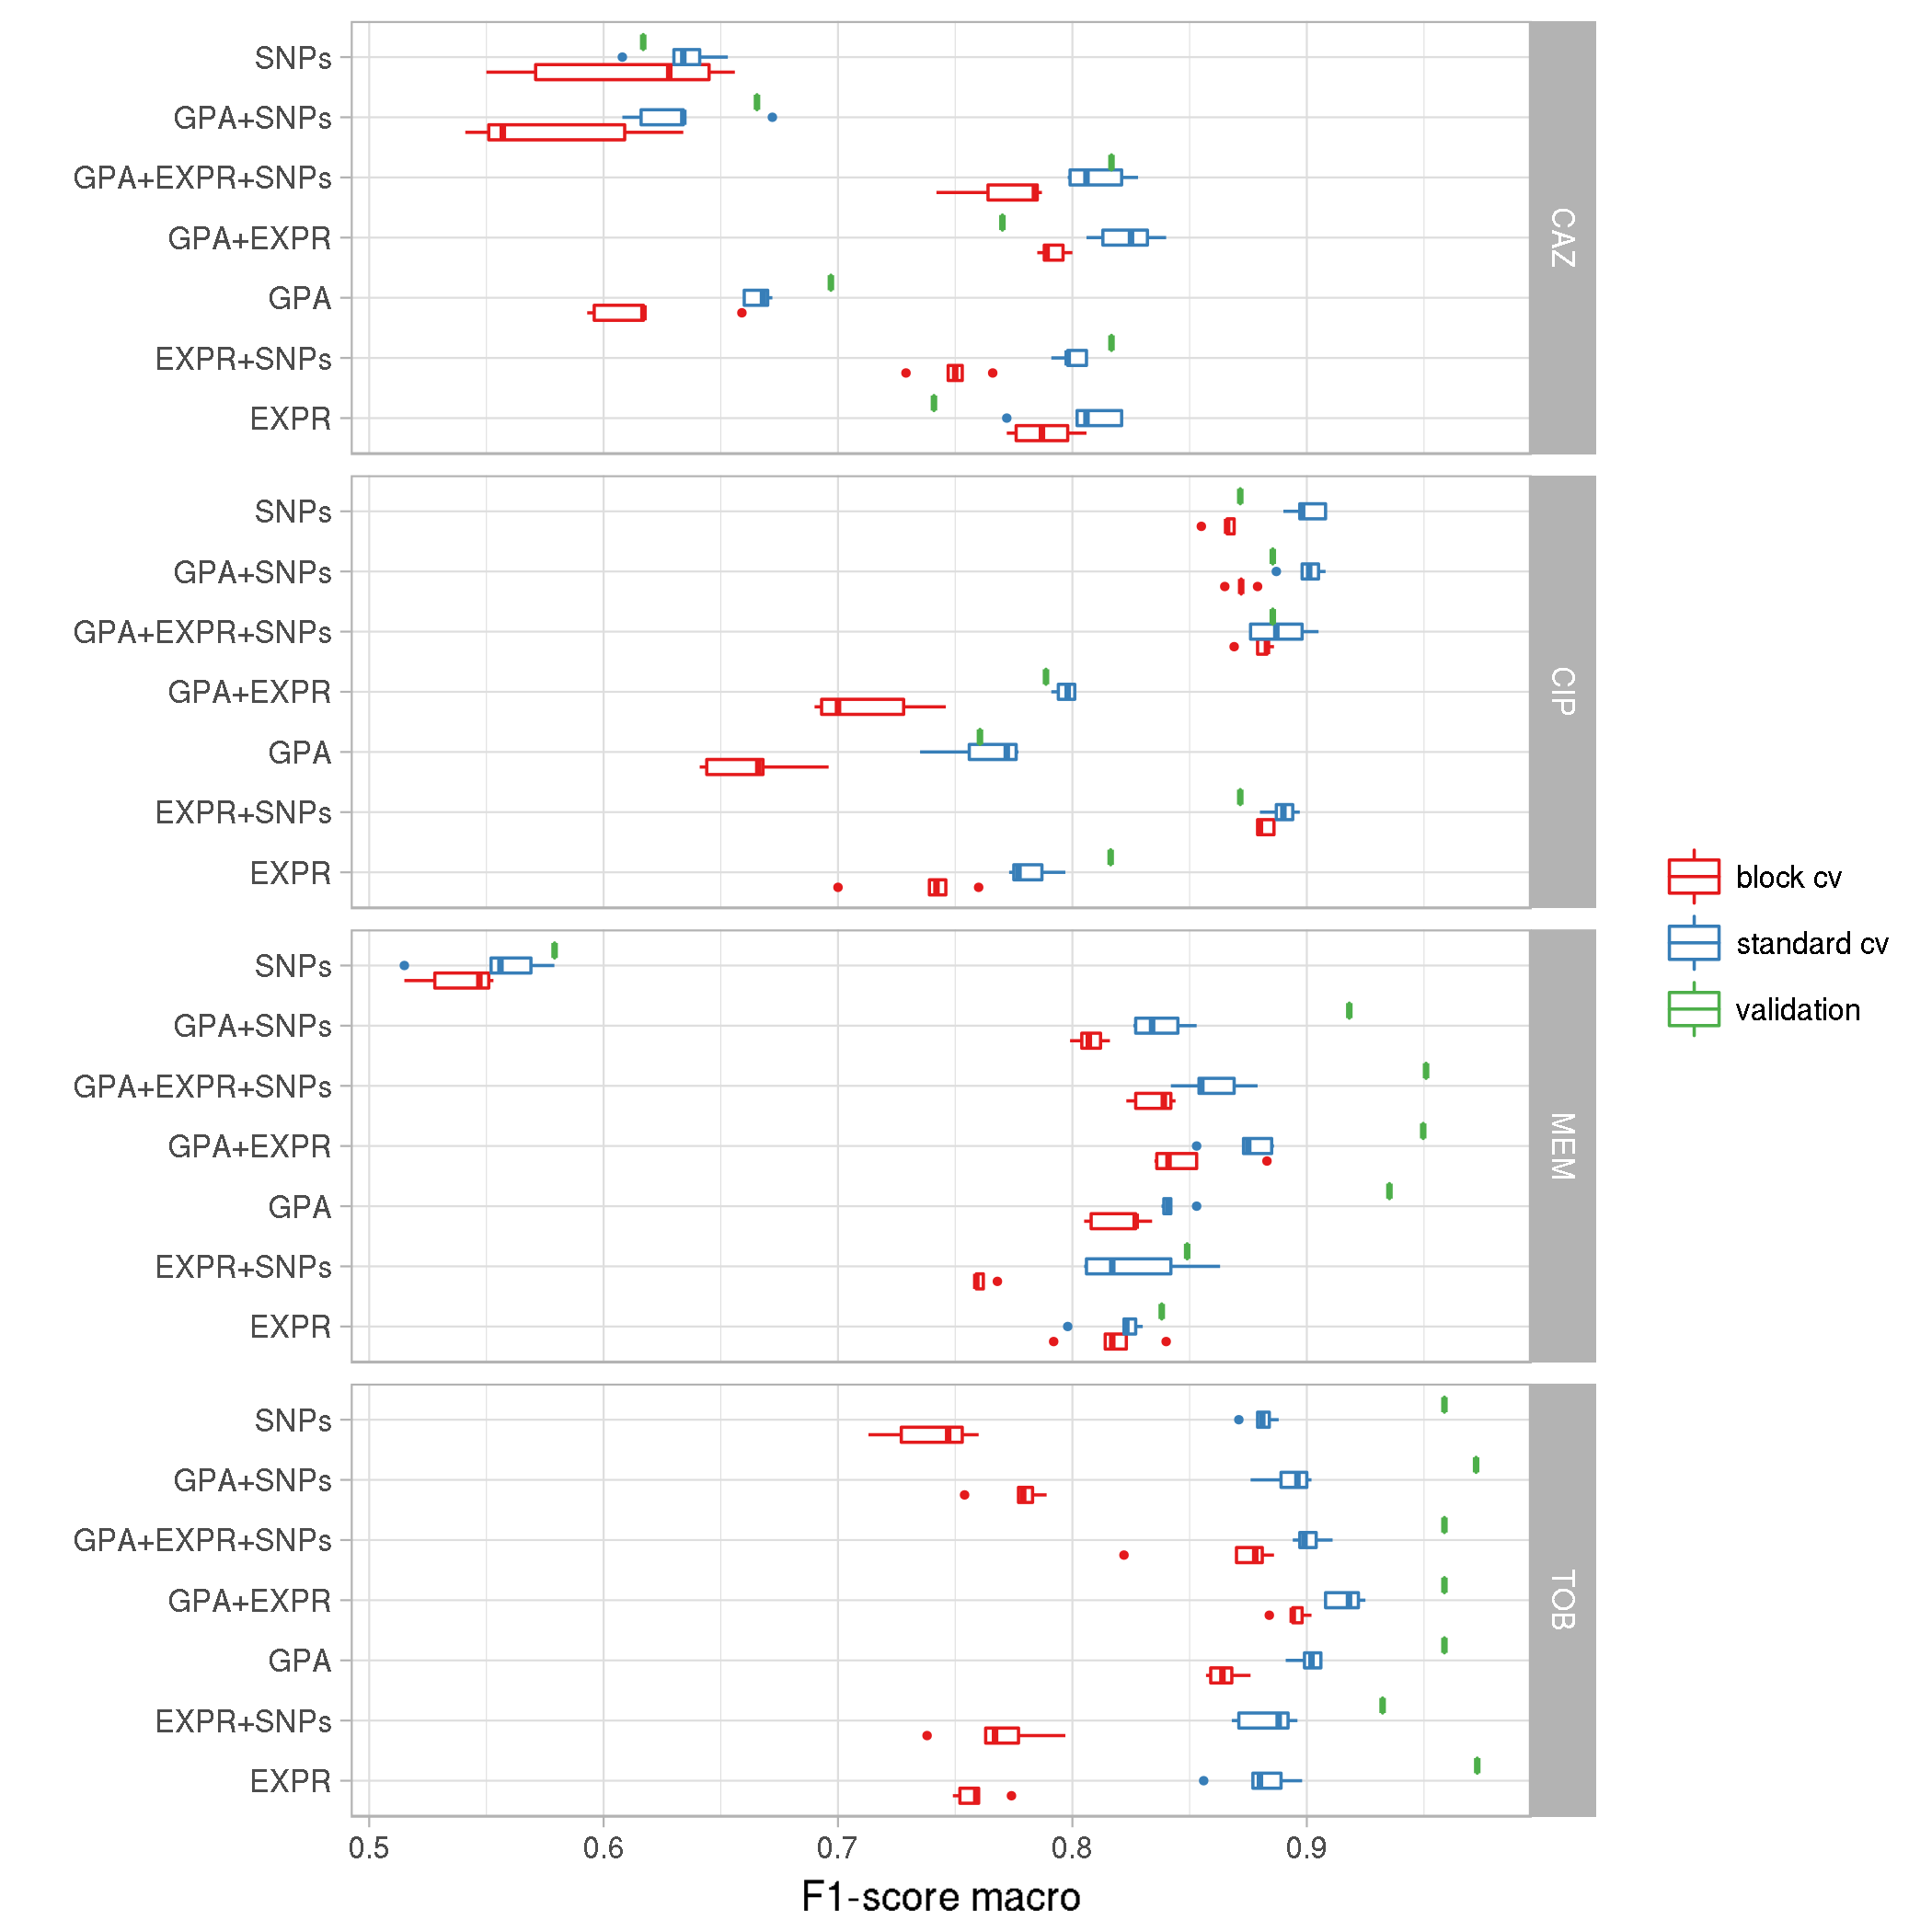 SNPs
GPA+SNPs
GPA+EXPR+SNPs
GPA+EXPR
GPA
EXPR+SNPs
EXPR
CAZ
SNPs
GPA+SNPs
GPA+EXPR+SNPs
GPA+EXPR
GPA
EXPR+SNPs
EXPR
CIP
SNPs
GPA+SNPs
GPA+EXPR+SNPs
GPA+EXPR
GPA
EXPR+SNPs
EXPR
MEM
SNPs
GPA+SNPs
GPA+EXPR+SNPs
GPA+EXPR
GPA
EXPR+SNPs
EXPR
TOB
0.5 0.6 0.7 0.8 0.9
F1-score macro
block cv
standard cv
validation